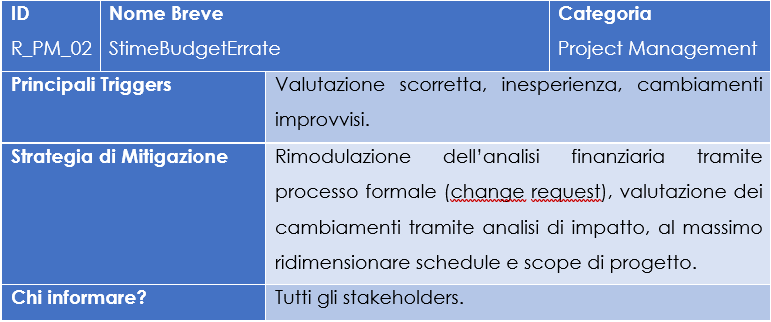 ID Nome Breve Categoria
R_PM_02 StimeBudgetErrate Project Management
Principali Triggers Valutazione scorretta, inesperienza, cambiamenti
improvvisi.
Strategia di Mitigazione Rimodulazione dell'analisi finanziaria tramite
processo formale (change request), valutazione dei
cambiamenti tramite analisi di impatto, al massimo
ridimensionare schedule e scope di progetto.
Chi informare? Tutti gli stakeholders.